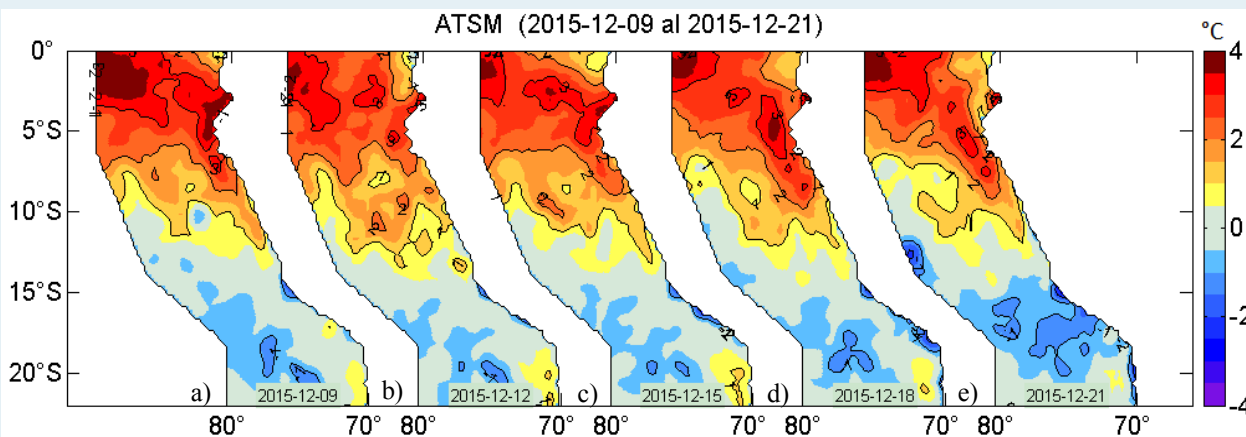 ATSM (2015-12-09 al 2015-12-21)
°C
0°
5°S
10°S
15°S
20°S
4
2
0
-2
-4
a) 2015-12-09
b) 2015-12-12
c) 2015-12-15
d) 2015-12-18
e) 2015-12-21
80° 70° 80° 70° 80° 70° 80° 70° 80° 70°